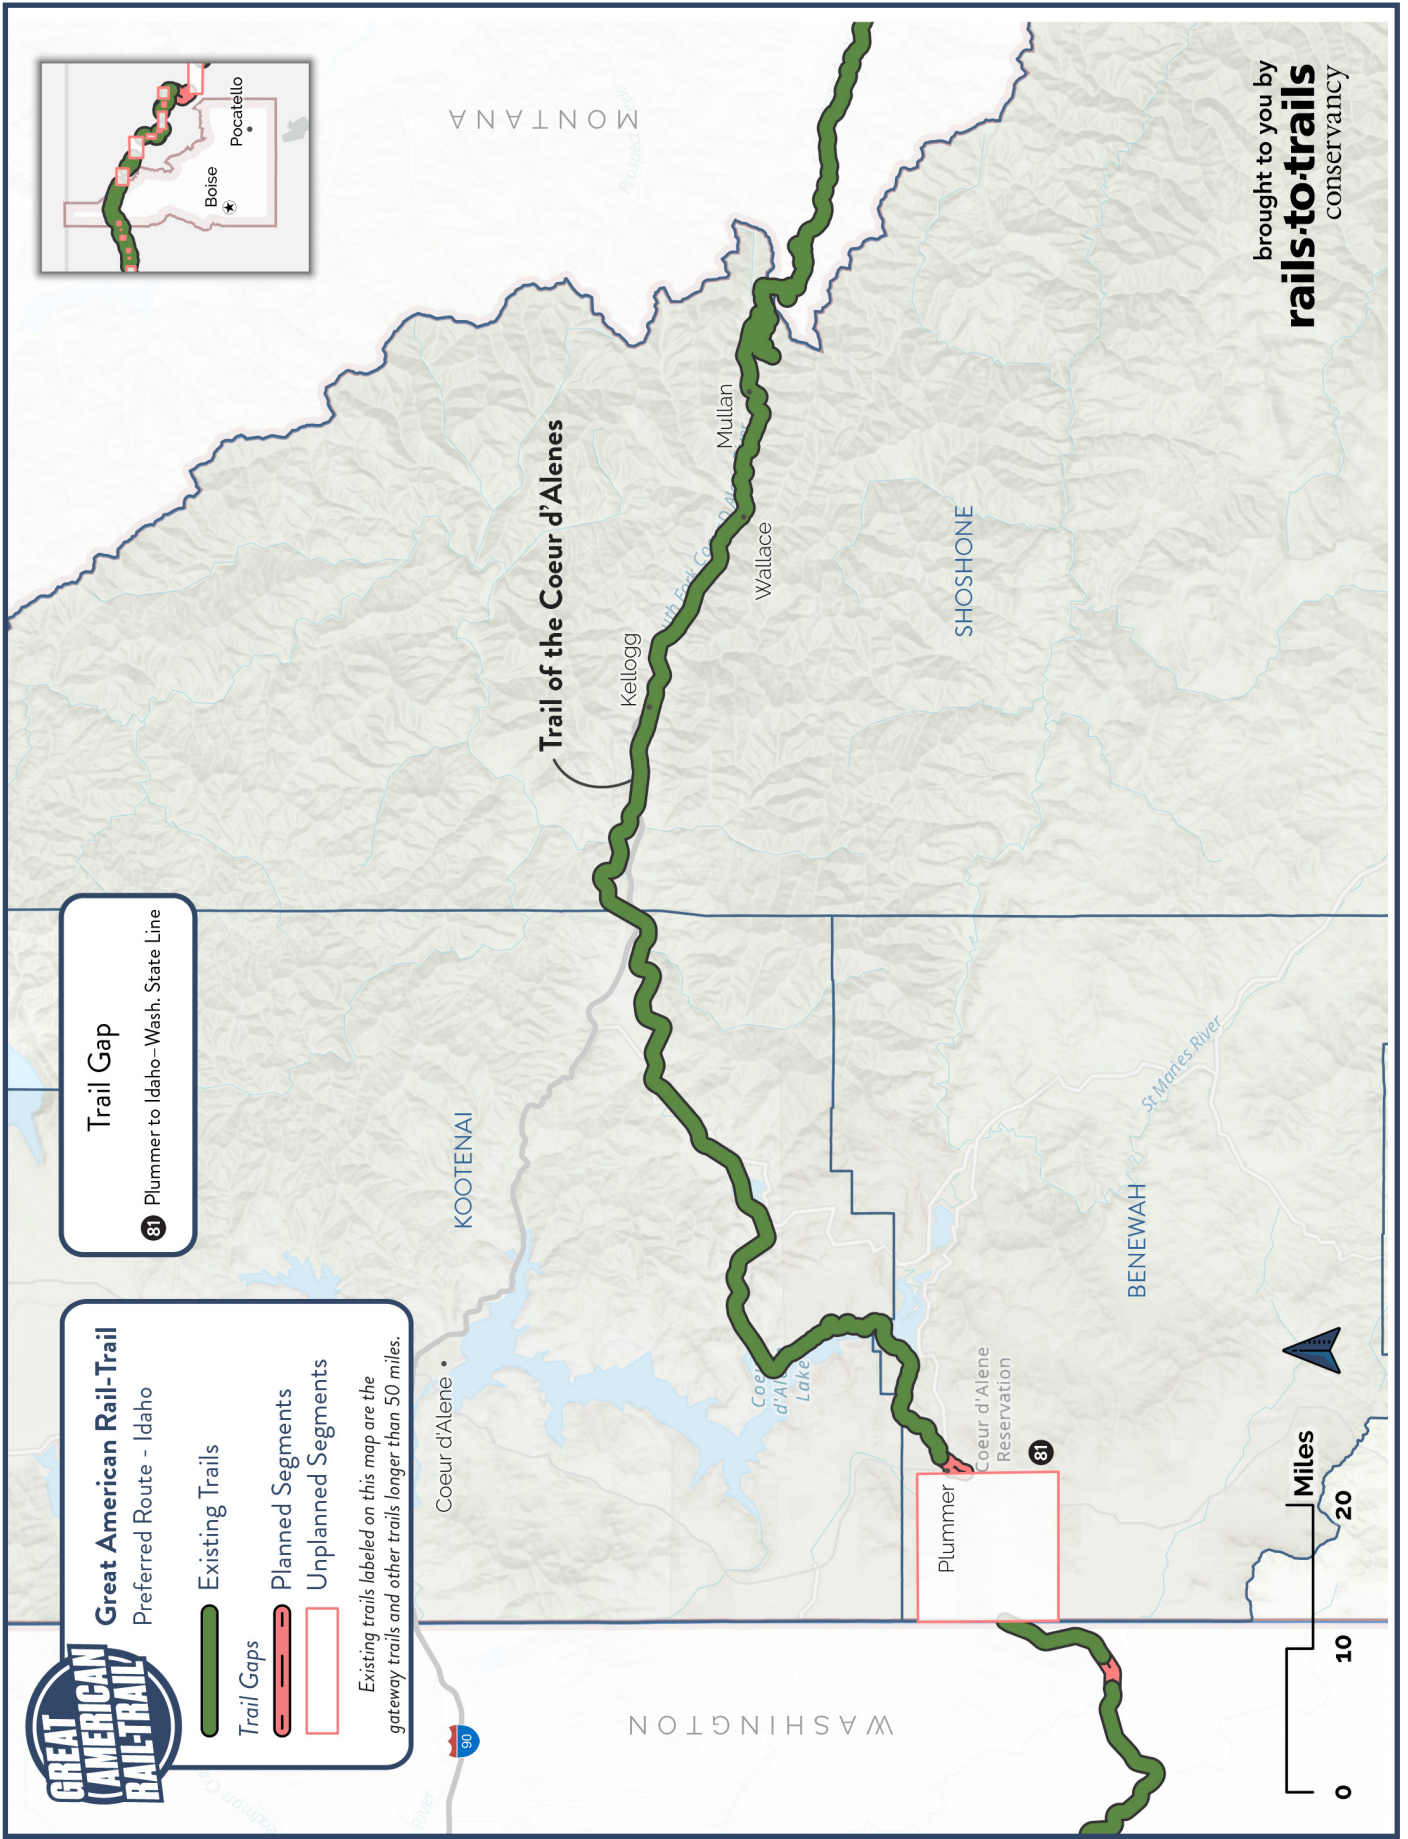 GREAT
AMERICAN
RAIL-TRAIL
Great American Rail-Trail
Preferred Route - Idaho
Existing Trails
Trail Gaps
Planned Segments
Unplanned Segments
Existing trails labeled on this map are the
gateway trails and other trails longer than 50 miles.
Trail Gap
81 Plummer to Idaho–Wash. State Line
Boise
Pocatello
MONTANA
WASHINGTON
90
River
Coeur d'Alene
KOOTENAI
Trail of the Coeur d'Alenes
Kellogg
Mullan
Wallace
SHOSHONE
Lake
Plummer
Coeur d'Alene
Reservation
81
BENEWAH
St Maries River
Miles
0
10
20
brought to you by
rails·to·trails
conservancy